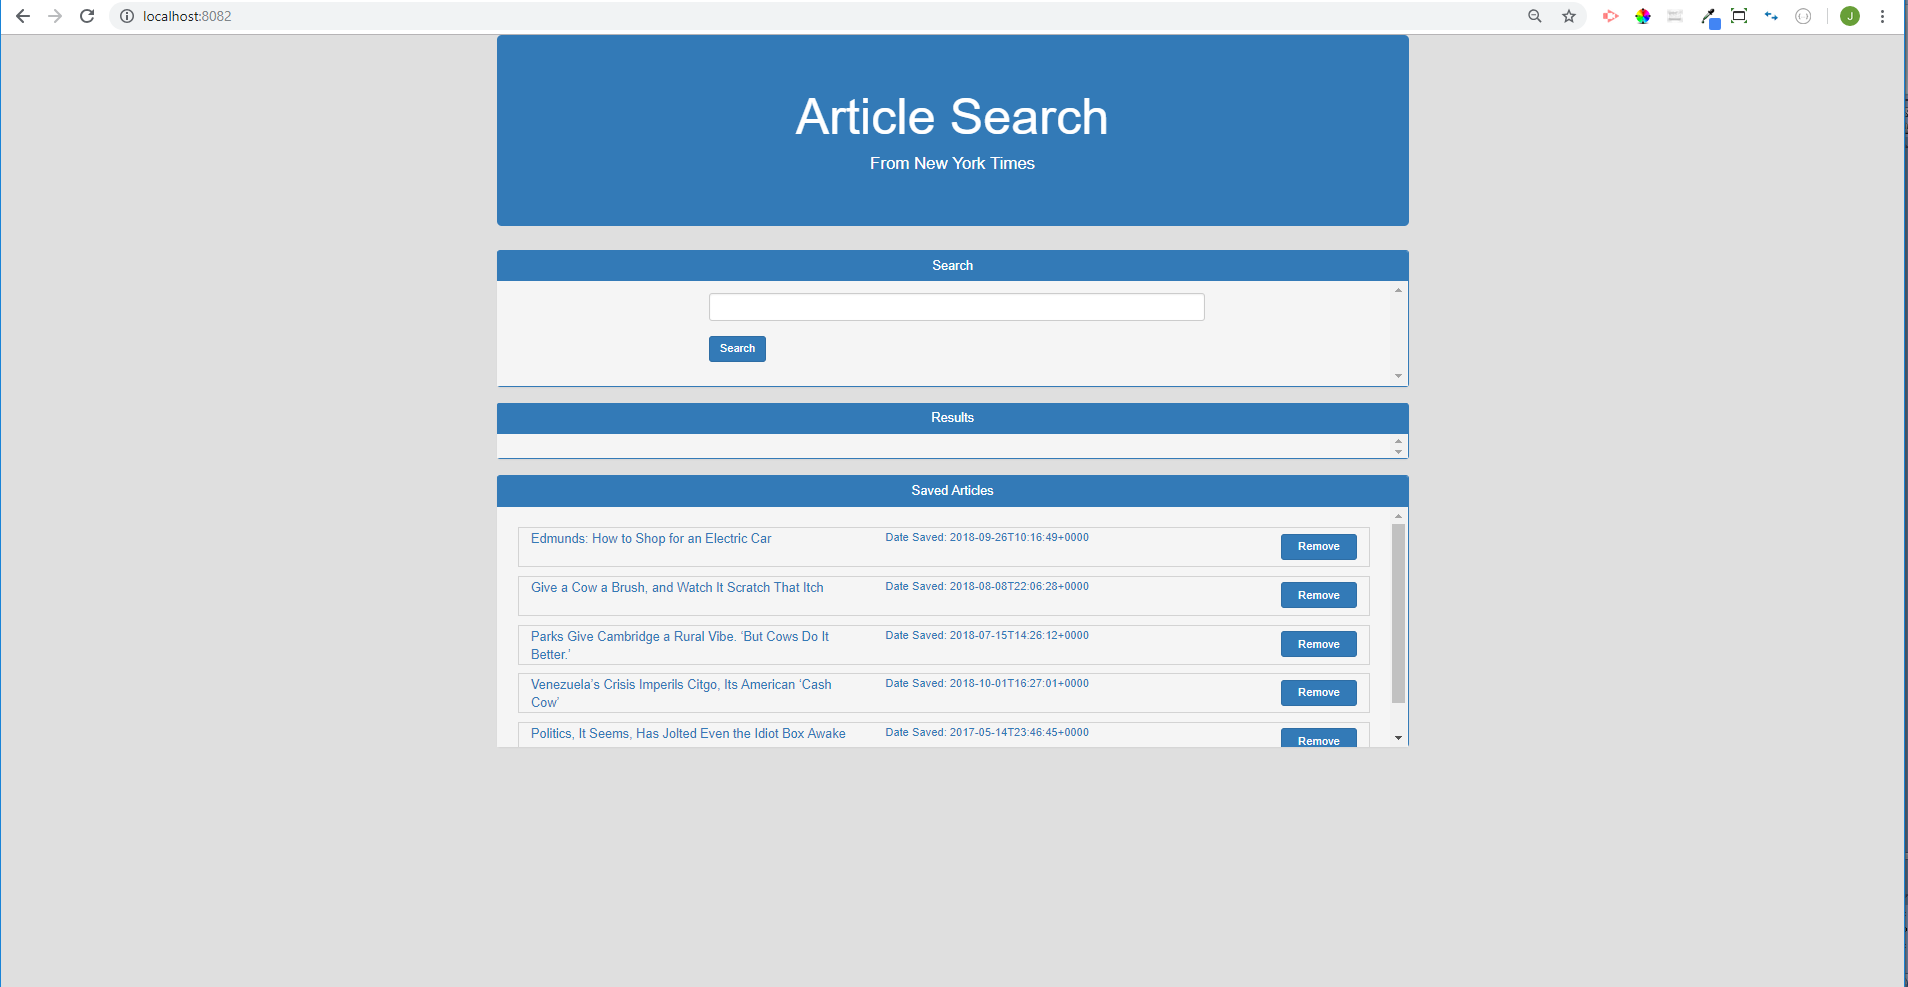 localhost:8082
J
Article Search
From New York Times
Search
Search
Results
Saved Articles
Edmunds: How to Shop for an Electric Car
Date Saved: 2018-09-26T10:16:49+0000
Remove
Give a Cow a Brush, and Watch It Scratch That Itch
Date Saved: 2018-08-08T22:06:28+0000
Remove
Parks Give Cambridge a Rural Vibe. ‘But Cows Do It
Better.’
Date Saved: 2018-07-15T14:26:12+0000
Remove
Venezuela’s Crisis Imperils Citgo, Its American ‘Cash
Cow’
Date Saved: 2018-10-01T16:27:01+0000
Remove
Politics, It Seems, Has Jolted Even the Idiot Box Awake
Date Saved: 2017-05-14T23:46:45+0000
Remove